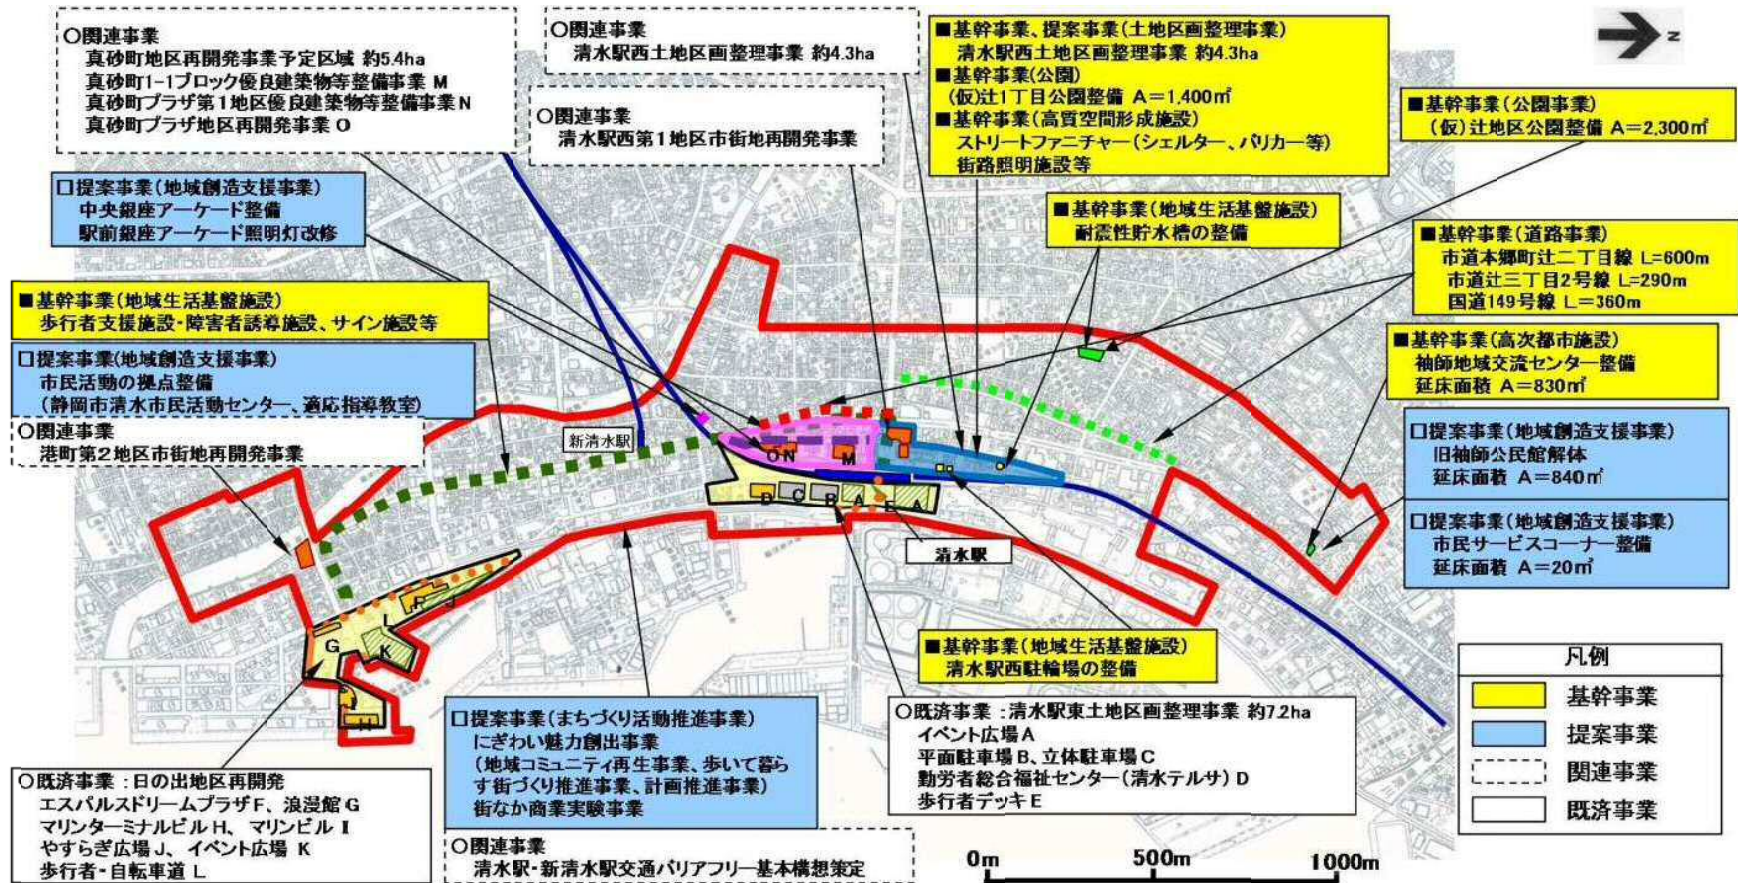 ○関連事業
真砂町地区再開発事業予定区域 約5.4ha
真砂町1-1ブロック優良建築物等整備事業 M
真砂町プラザ第1地区優良建築物等整備事業 N
真砂町プラザ地区再開発事業 O
○関連事業
清水駅西土地区画整理事業 約4.3ha
○関連事業
清水駅西第1地区市街地再開発事業
■基幹事業、提案事業(土地区画整理事業)
清水駅西土地区画整理事業 約4.3ha
■基幹事業(公園)
(仮)辻1丁目公園整備 A=1,400㎡
■基幹事業(高質空間形成施設)
ストリートファニチャー(シェルター、バリカー等)
街路照明施設等
N
■基幹事業(公園事業)
(仮)辻地区公園整備 A=2,300㎡
□提案事業(地域創造支援事業)
中央銀座アーケード整備
駅前銀座アーケード照明灯改修
■基幹事業(地域生活基盤施設)
耐震性貯水槽の整備
■基幹事業(道路事業)
市道本郷町辻二丁目線 L=600m
市道辻三丁目2号線 L=290m
国道149号線 L=360m
■基幹事業(地域生活基盤施設)
歩行者支援施設・障害者誘導施設、サイン施設等
■基幹事業(高次都市施設)
袖師地域交流センター整備
延床面積 A=830㎡
□提案事業(地域創造支援事業)
市民活動の拠点整備
(静岡市清水市民活動センター、適応指導教室)
○関連事業
港町第2地区市街地再開発事業
□提案事業(地域創造支援事業)
旧袖師公民館解体
延床面積 A=840㎡
□提案事業(地域創造支援事業)
市民サービスコーナー整備
延床面積 A=20㎡
新清水駅
O N M
D C B A E A
清水駅
F J
L
G K
I
H
■基幹事業(地域生活基盤施設)
清水駅西駐輪場の整備
□提案事業(まちづくり活動推進事業)
にぎわい魅力創出事業
(地域コミュニティ再生事業、歩いて暮ら
す街づくり推進事業、計画推進事業)
街なか商業実験事業
○関連事業
清水駅・新清水駅交通バリアフリー基本構想策定
○既済事業:清水駅東土地区画整理事業 約7.2ha
イベント広場 A
平面駐車場 B、立体駐車場 C
勤労者総合福祉センター(清水テルサ) D
歩行者デッキ E
○既済事業:日の出地区再開発
エスパルスドリームプラザ F、浪漫館 G
マリンターミナルビル H、マリンビル I
やすらぎ広場 J、イベント広場 K
歩行者・自転車道 L
凡例
基幹事業
提案事業
関連事業
既済事業
0m 500m 1000m